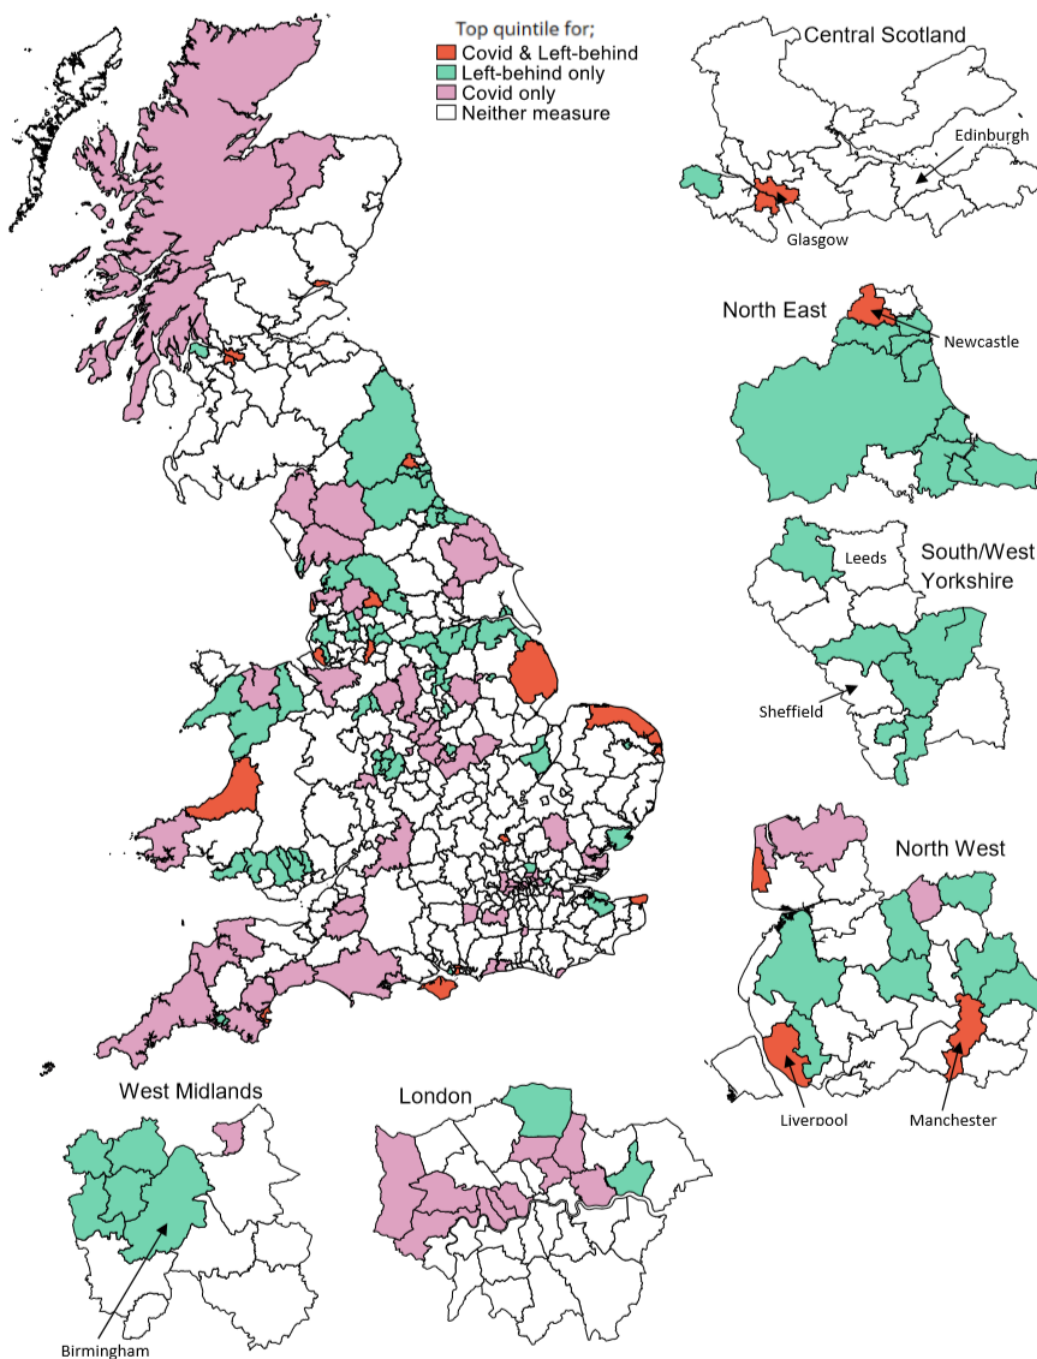 Top quintile for;
Covid & Left-behind
Left-behind only
Covid only
Neither measure
Central Scotland
Edinburgh
Glasgow
North East
Newcastle
South/West
Yorkshire
Leeds
Sheffield
North West
Liverpool
Manchester
West Midlands
Birmingham
London